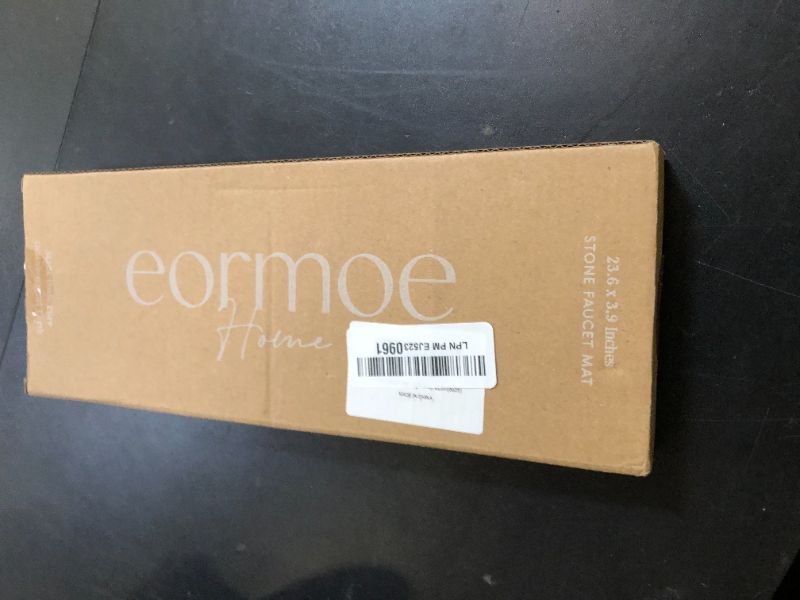 eormoe
Home
23.6 x 3.9 Inches
STONE FAUCET MAT
LPN PM EJ5230961